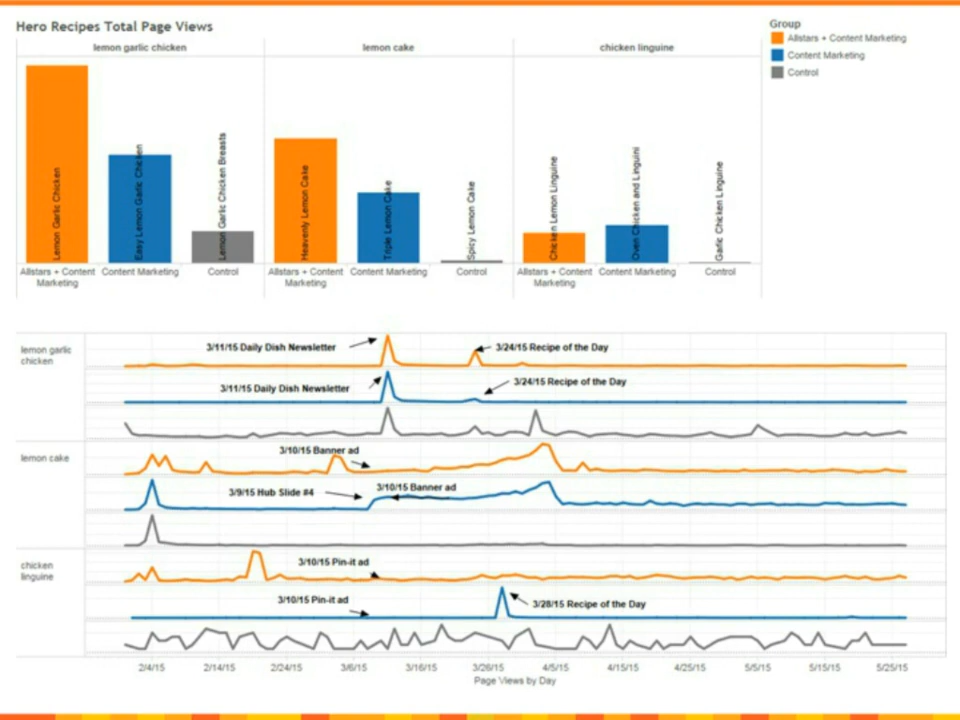 Hero Recipes Total Page Views
Group
Allstars + Content Marketing
Content Marketing
Control
lemon garlic chicken
lemon cake
chicken linguine
Lemon Garlic Chicken
Easy Lemon Garlic Chicken
Lemon Garlic Chicken Breasts
Heavenly Lemon Cake
Triple Lemon Cake
Spicy Lemon Cake
Chicken Lemon Linguine
Oven Chicken and Linguini
Garlic Chicken Linguine
Allstars + Content
Marketing
Content Marketing
Control
Allstars + Content
Marketing
Content Marketing
Control
Allstars + Content
Marketing
Content Marketing
Control
lemon garlic
chicken
3/11/15 Daily Dish Newsletter
3/24/15 Recipe of the Day
3/11/15 Daily Dish Newsletter
3/24/15 Recipe of the Day
lemon cake
3/10/15 Banner ad
3/9/15 Hub Slide #4
3/10/15 Banner ad
chicken
linguine
3/10/15 Pin-it ad
3/10/15 Pin-it ad
3/28/15 Recipe of the Day
2/4/15
2/14/15
2/24/15
3/6/15
3/16/15
3/26/15
4/5/15
4/15/15
4/25/15
5/5/15
5/15/15
5/25/15
Page Views by Day